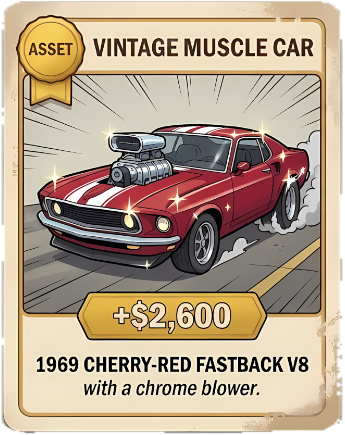 ASSET
VINTAGE MUSCLE CAR
+$2,600
1969 CHERRY-RED FASTBACK V8
with a chrome blower.